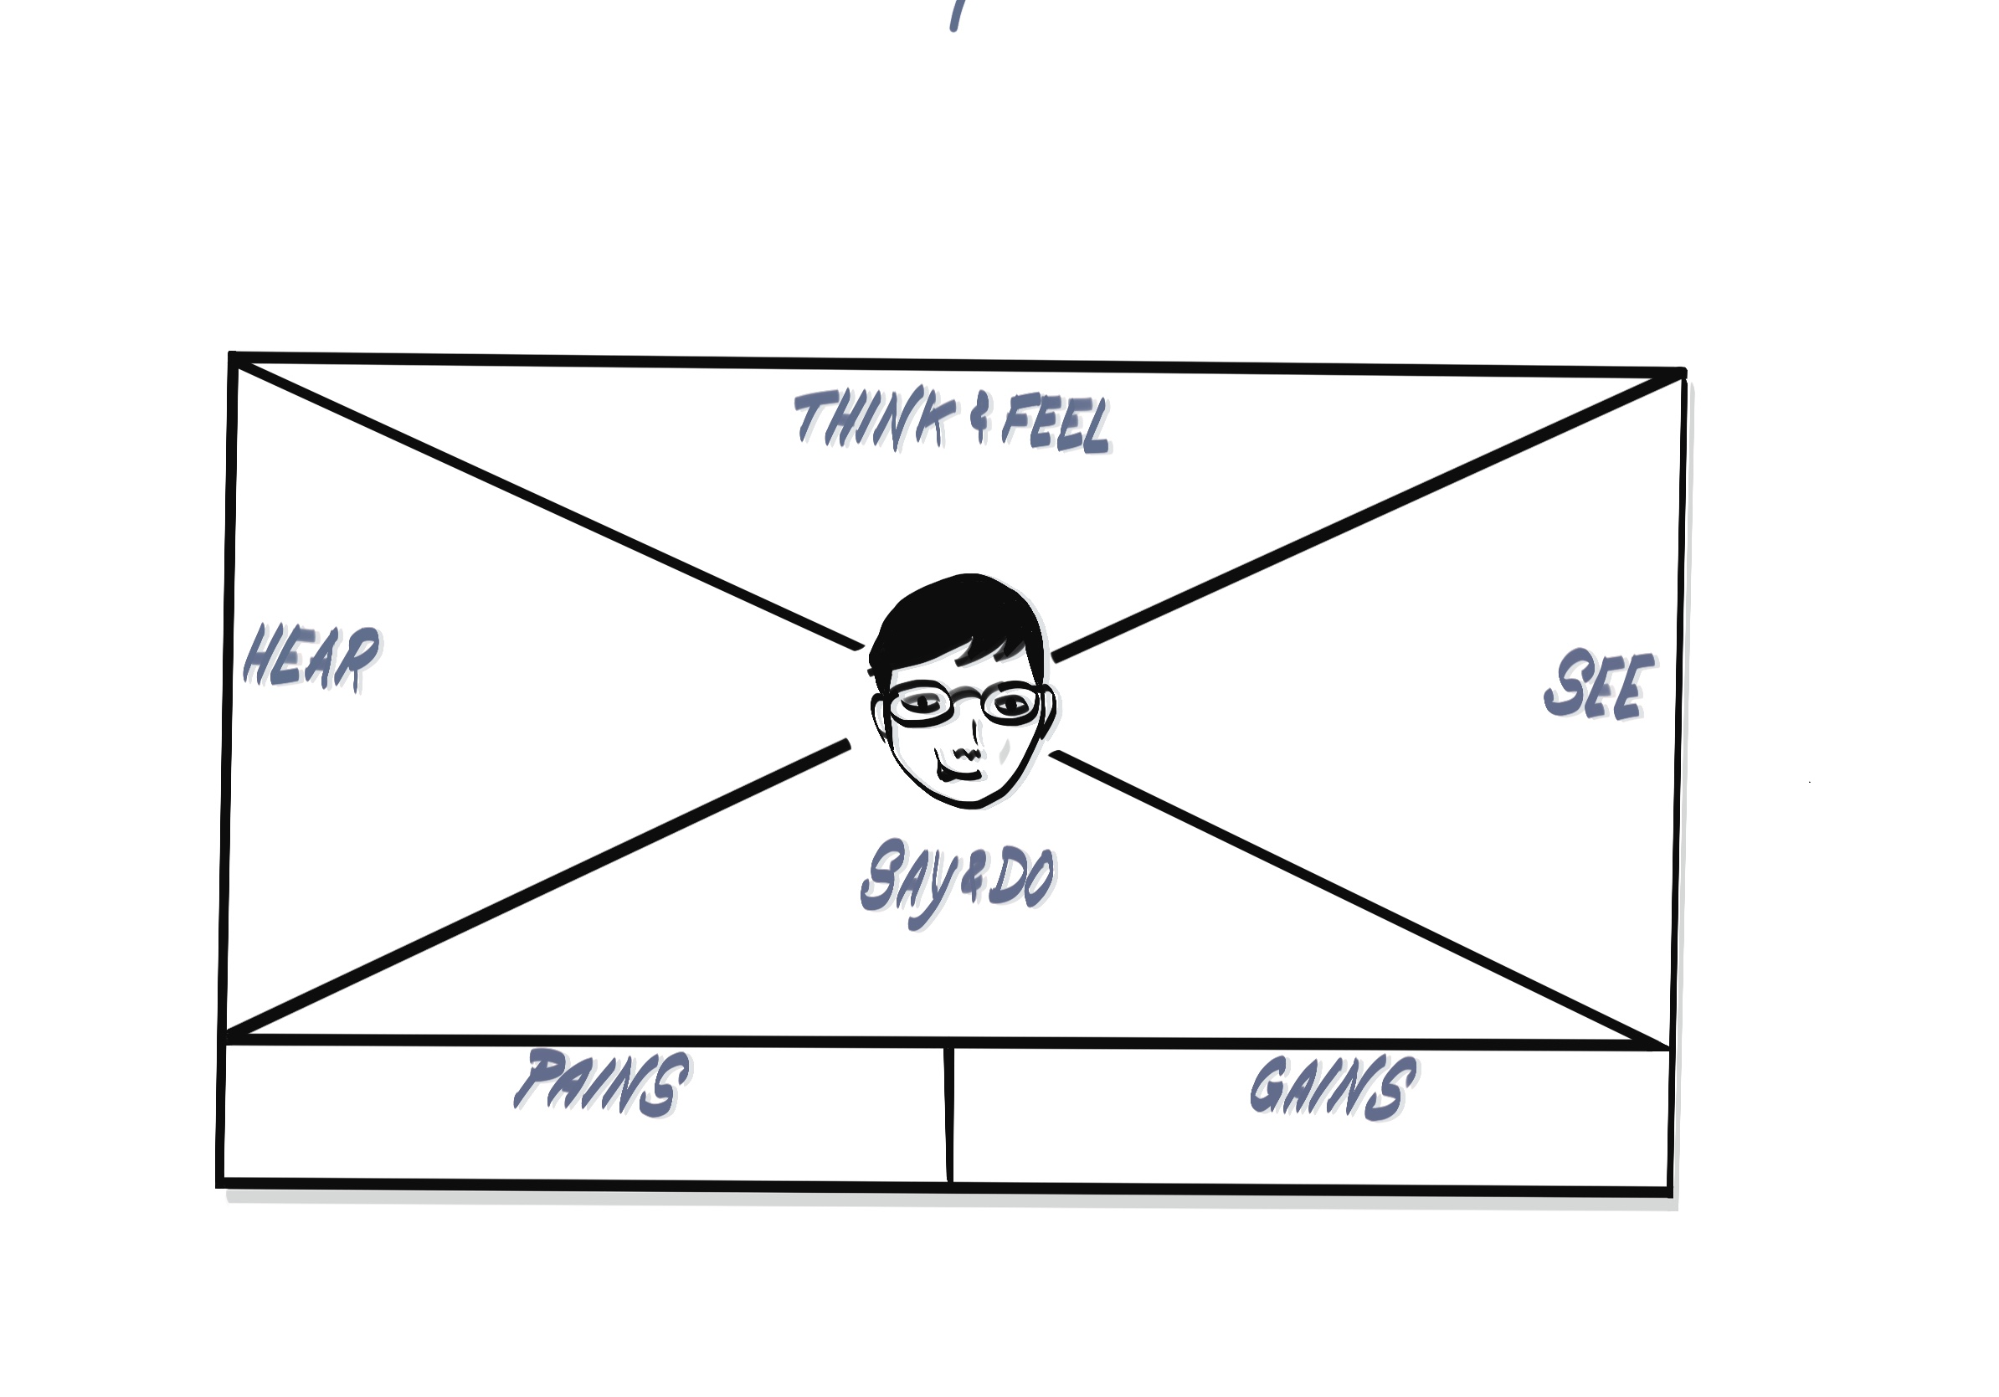 THINK & FEEL
HEAR
SEE
SAY & DO
PAINS
GAINS